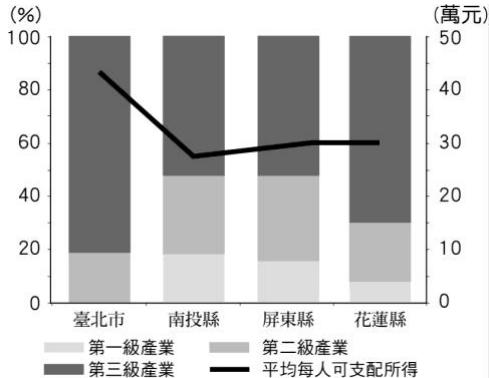 (%) (萬元)
100 50
80 40
60 30
40 20
20 10
0 0
臺北市 南投縣 屏東縣 花蓮縣
第一級產業 第二級產業
第三級產業 平均每人可支配所得